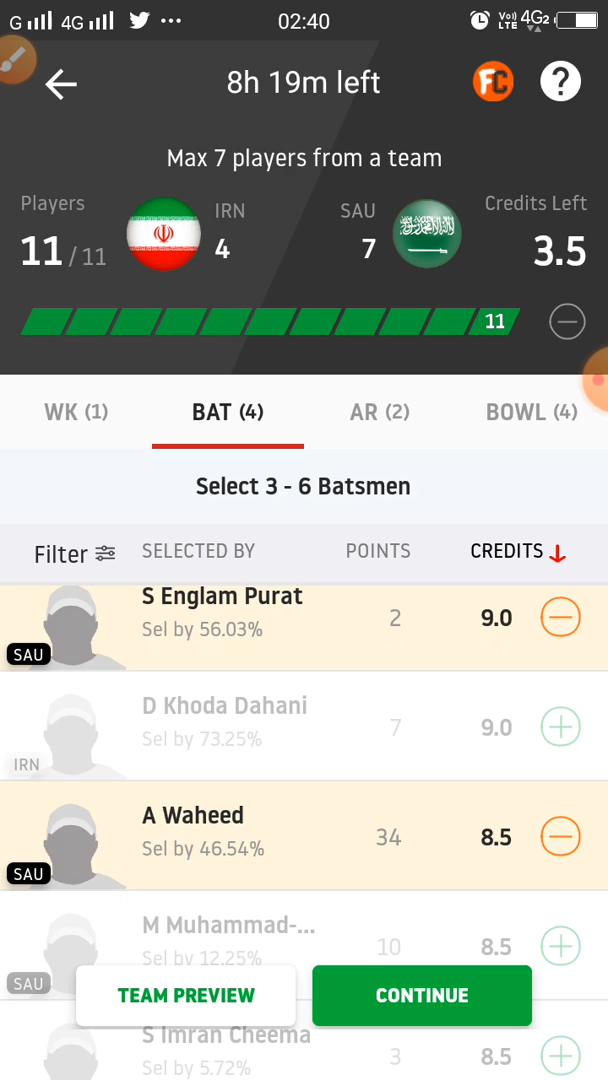 G 4G 02:40 Vo) LTE 4G2
8h 19m left FC ?
Max 7 players from a team
Players IRN SAU Credits Left
11 / 11 4 7 3.5
11
WK (1) BAT (4) AR (2) BOWL (4)
Select 3 - 6 Batsmen
Filter SELECTED BY POINTS CREDITS
S Englam Purat
Sel by 56.03% 2 9.0
SAU
D Khoda Dahani
Sel by 73.25% 7 9.0
IRN
A Waheed
Sel by 46.54% 34 8.5
SAU
M Muhammad-...
Sel by 12.25% 10 8.5
SAU
TEAM PREVIEW CONTINUE
S Imran Cheema
Sel by 5.72% 3 8.5